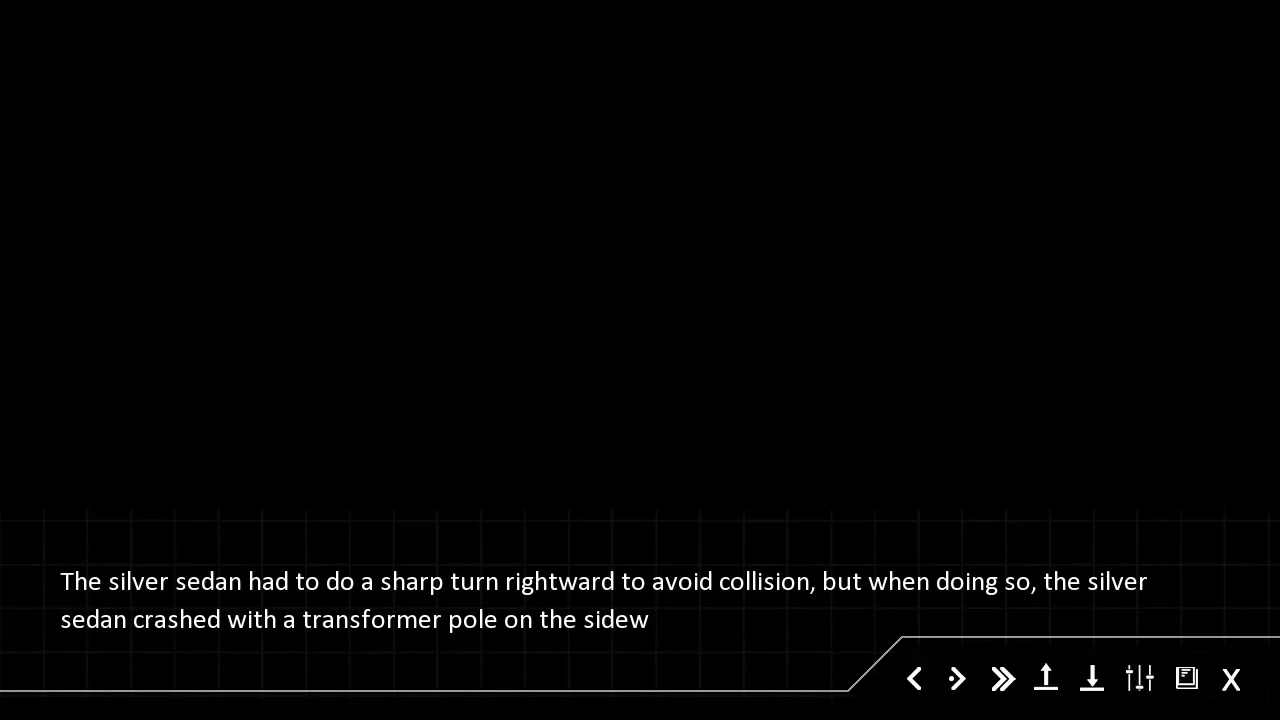 The silver sedan had to do a sharp turn rightward to avoid collision, but when doing so, the silver
sedan crashed with a transformer pole on the sidew
X